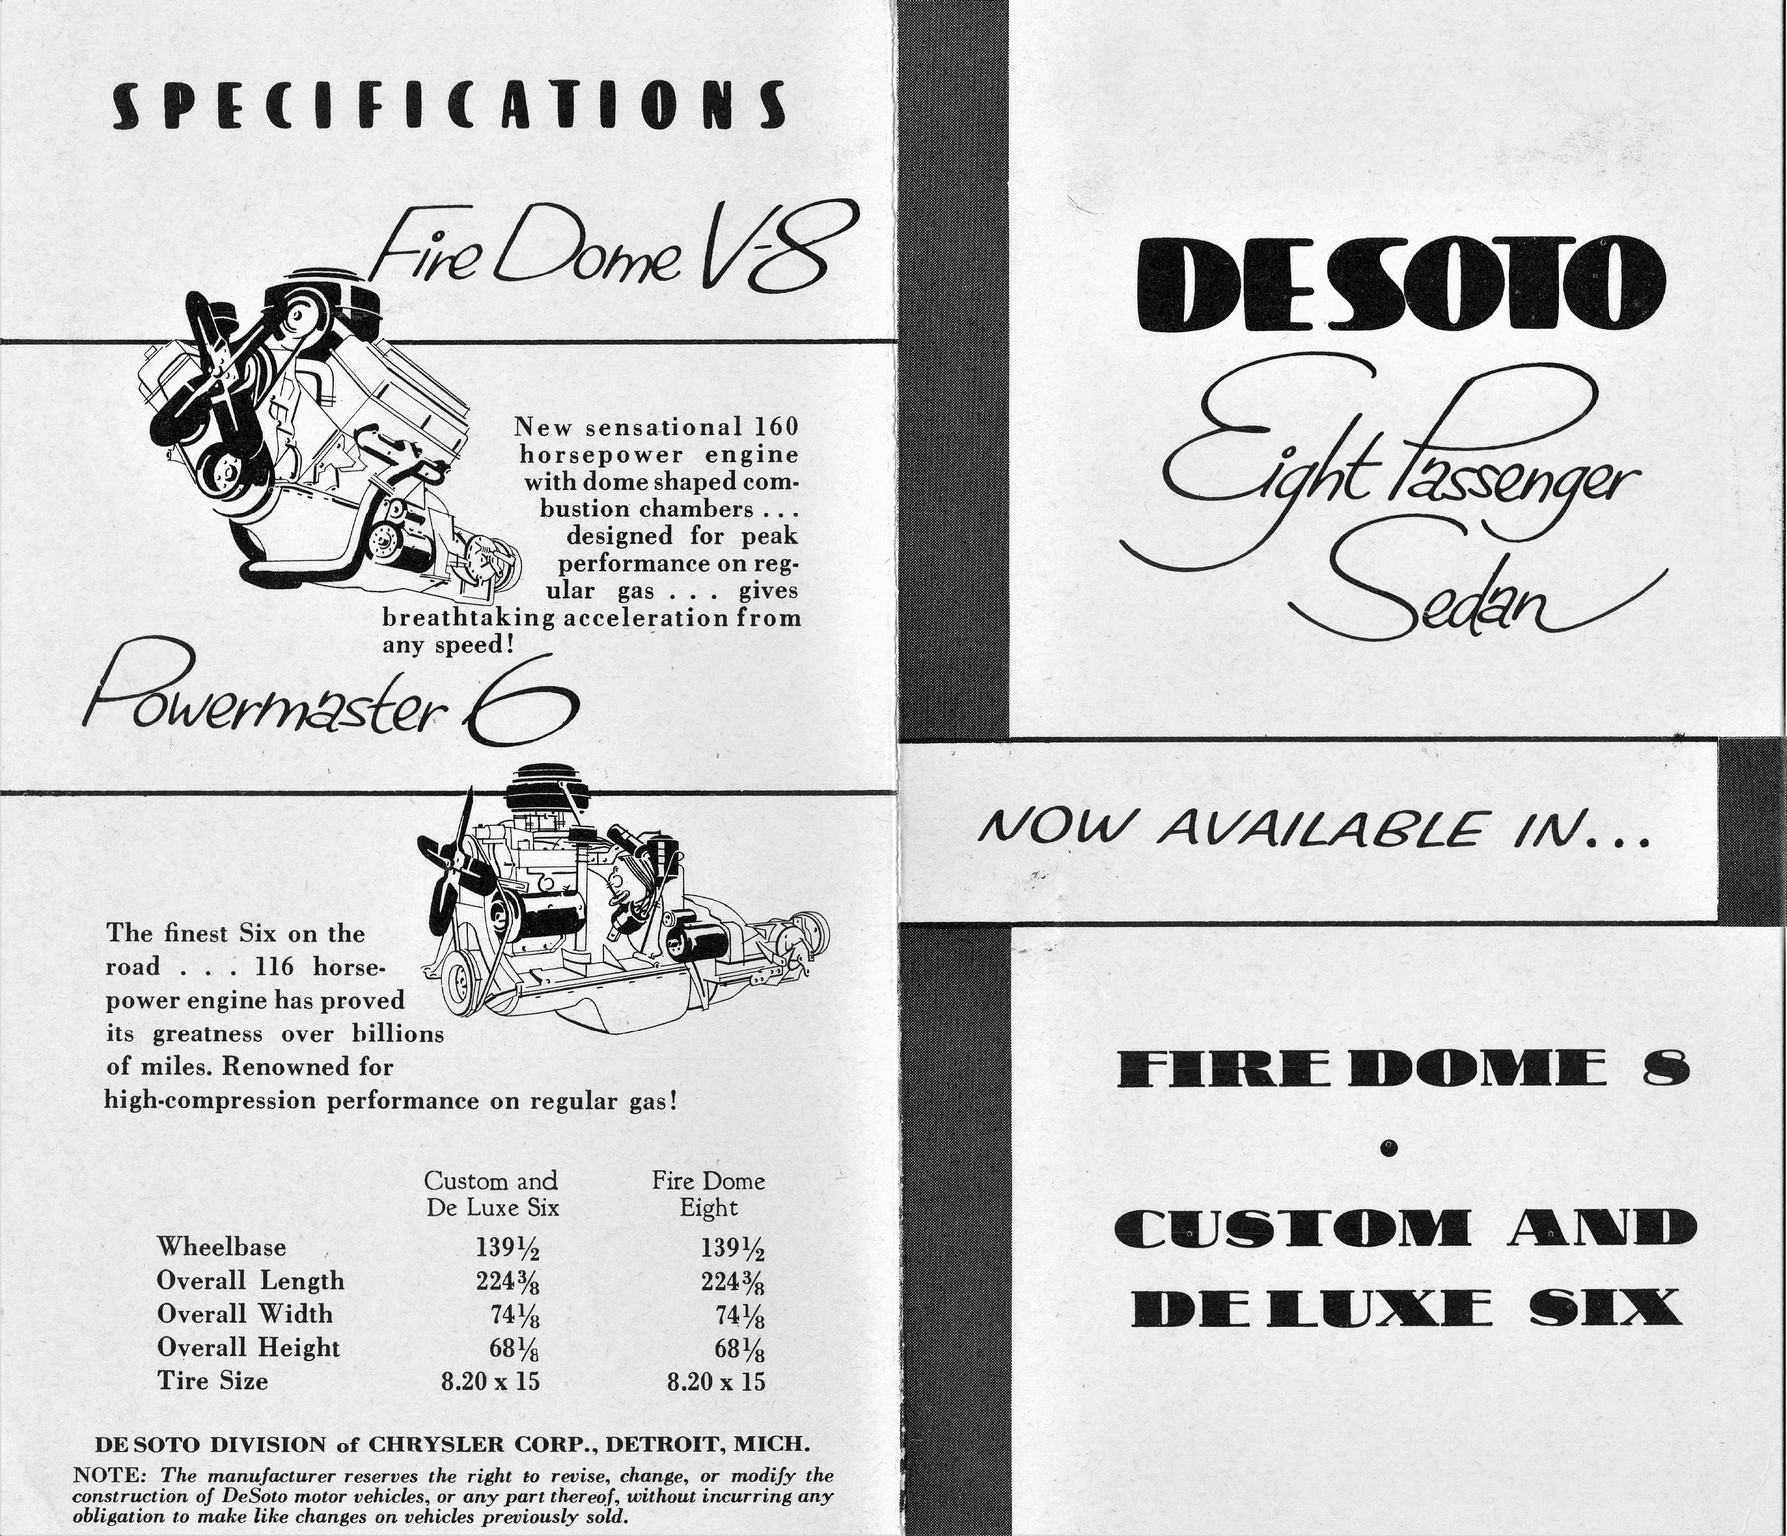 SPECIFICATIONS
Fire Dome V-8
New sensational 160
horsepower engine
with dome shaped com-
bustion chambers . . .
designed for peak
performance on reg-
ular gas . . . gives
breathtaking acceleration from
any speed!
Powermaster 6
The finest Six on the
road . . . 116 horse-
power engine has proved
its greatness over billions
of miles. Renowned for
high-compression performance on regular gas!
Custom and De Luxe Six Fire Dome Eight
Wheelbase 139½ 139½
Overall Length 224⅜ 224⅜
Overall Width 74⅛ 74⅛
Overall Height 68⅛ 68⅛
Tire Size 8.20 x 15 8.20 x 15
DE SOTO DIVISION of CHRYSLER CORP., DETROIT, MICH.
NOTE: The manufacturer reserves the right to revise, change, or modify the
construction of DeSoto motor vehicles, or any part thereof, without incurring any
obligation to make like changes on vehicles previously sold.
DE SOTO
Eight Passenger
Sedan
NOW AVAILABLE IN...
FIRE DOME 8
•
CUSTOM AND
DE LUXE SIX